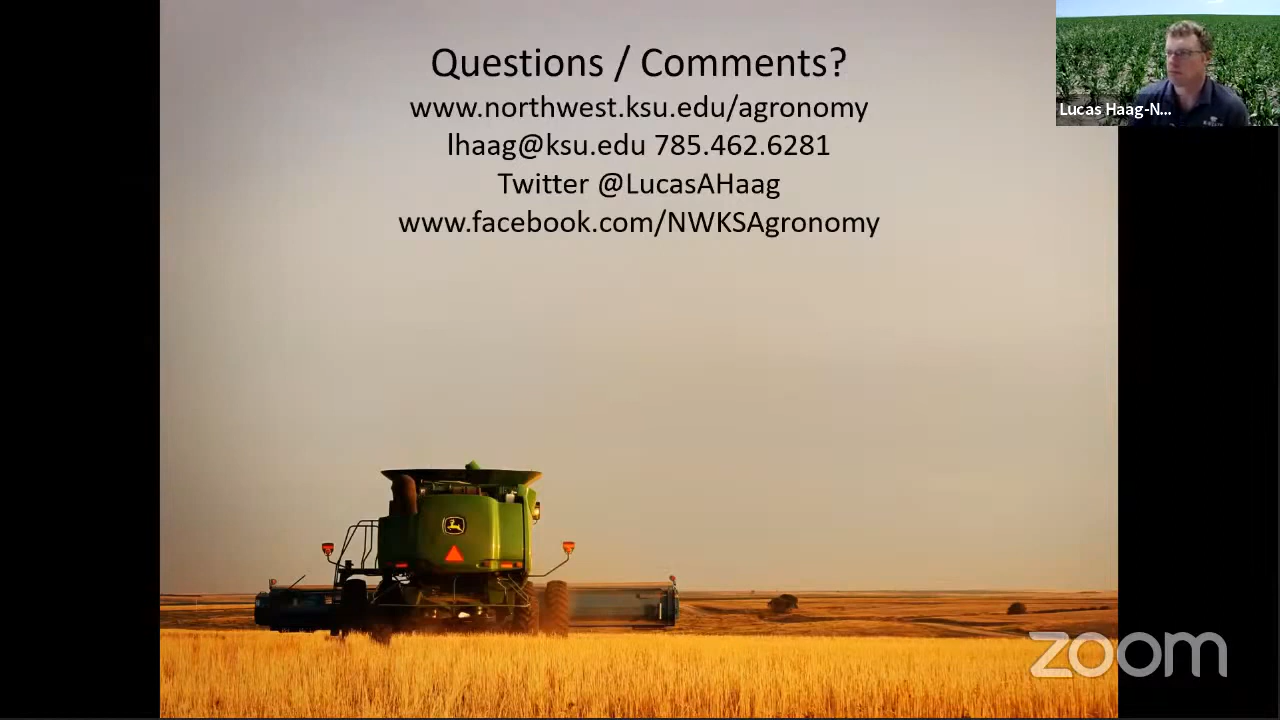 Questions / Comments?
www.northwest.ksu.edu/agronomy
lhaag@ksu.edu 785.462.6281
Twitter @LucasAHaag
www.facebook.com/NWKSAgronomy
Lucas Haag-N...
zoom